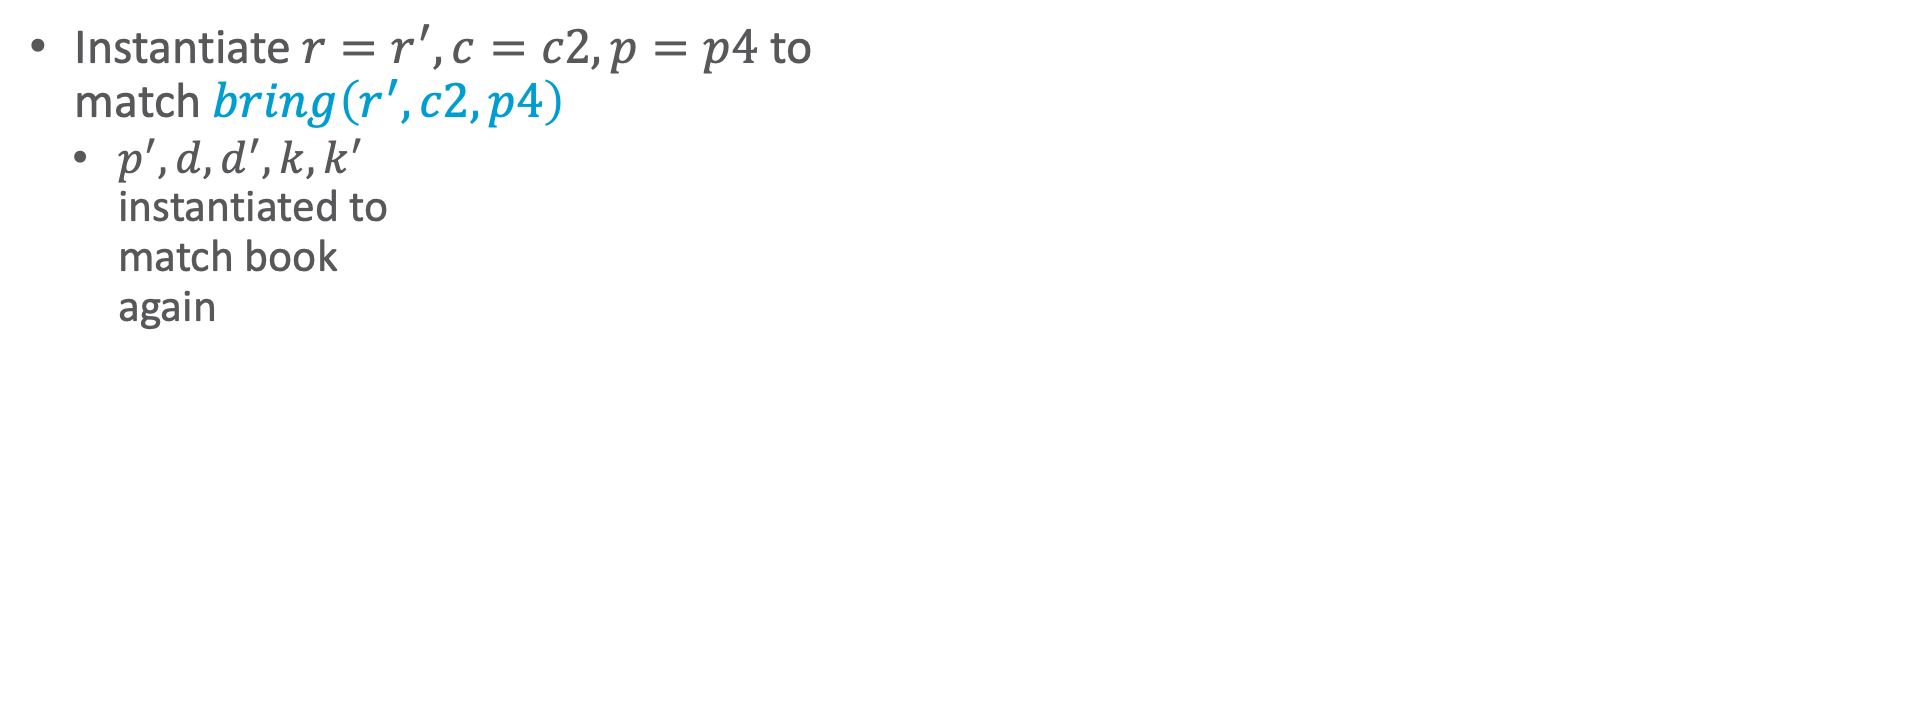 • Instantiate r = r′, c = c2, p = p4 to
match bring(r′, c2, p4)
• p′, d, d′, k, k′
instantiated to
match book
again